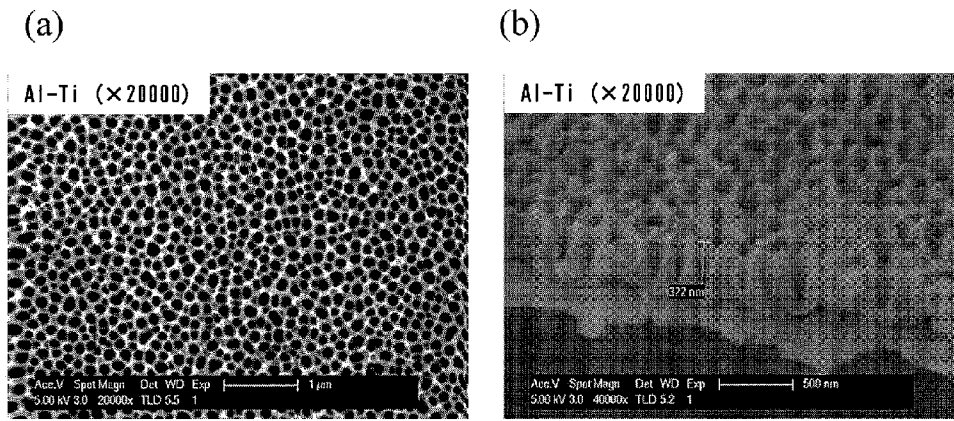 (a)
(b)
Al-Ti (×20000)
Al-Ti (×20000)
322 nm
Acc.V Spot Magn Det WD Exp 1 μm
5.00 kV 3.0 20000x TLD 5.5 1
Acc.V Spot Magn Det WD Exp 500 nm
5.00 kV 3.0 40000x TLD 5.2 1